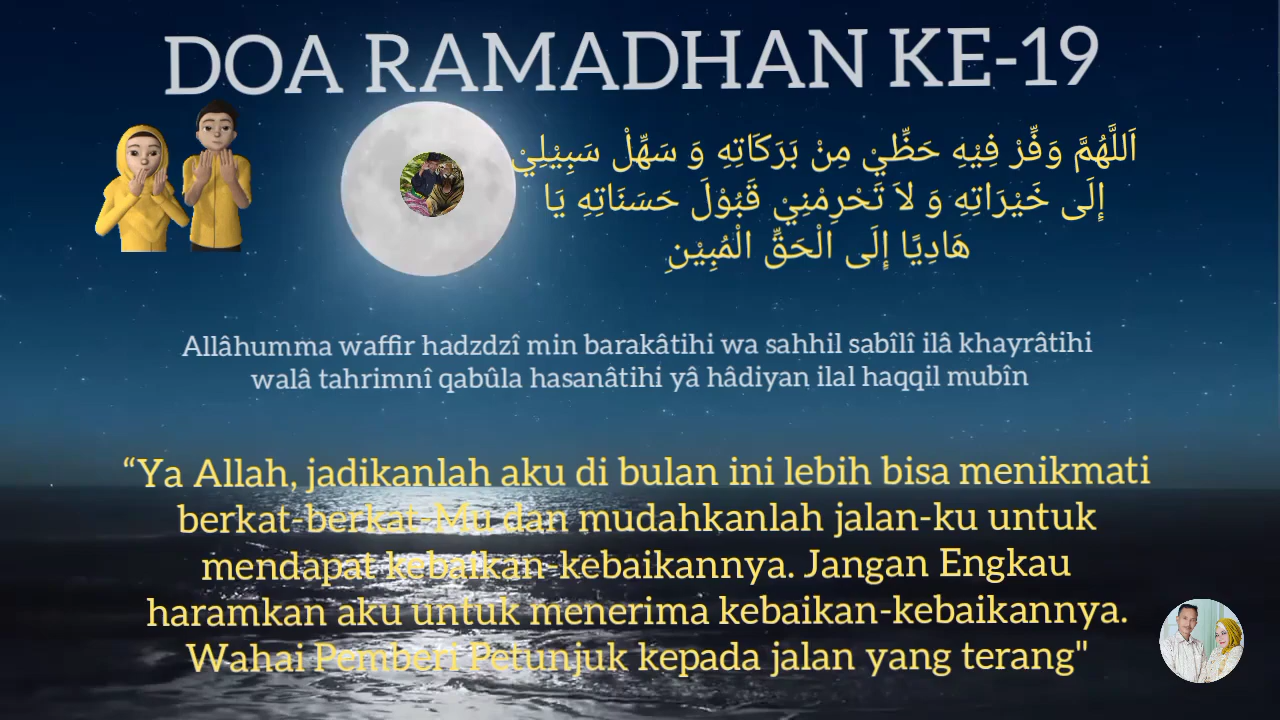 DOA RAMADHAN KE-19
اَللَّهُمَّ وَفِّرْ فِيْهِ حَظِّيْ مِنْ بَرَكَاتِهِ وَ سَهِّلْ سَبِيْلِيْ
إِلَى خَيْرَاتِهِ وَ لاَ تَحْرِمْنِيْ قَبُوْلَ حَسَنَاتِهِ يَا
هَادِيًا إِلَى الْحَقِّ الْمُبِيْنِ
Allâhumma waffir hadzdzî min barakâtihi wa sahhil sabîlî ilâ khayrâtihi
walâ tahrimnî qabûla hasanâtihi yâ hâdiyan ilal haqqil mubîn
“Ya Allah, jadikanlah aku di bulan ini lebih bisa menikmati
berkat-berkat-Mu dan mudahkanlah jalan-ku untuk
mendapat kebaikan-kebaikannya. Jangan Engkau
haramkan aku untuk menerima kebaikan-kebaikannya.
Wahai Pemberi Petunjuk kepada jalan yang terang"